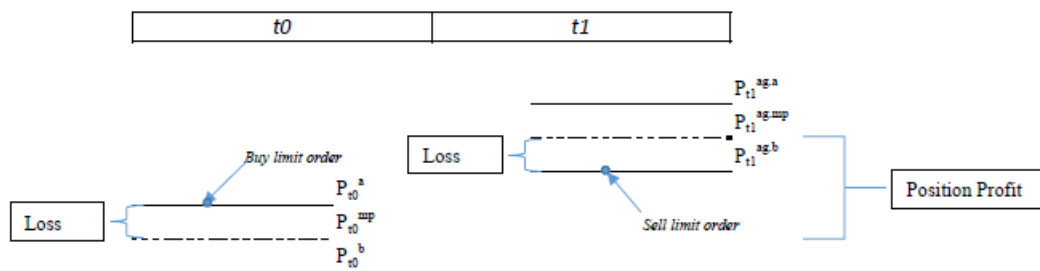 t0 t1
P_t1^ag.a
P_t1^ag.mp
Loss
P_t1^ag.b
Buy limit order
P_t0^a
Position Profit
Loss
P_t0^mp
Sell limit order
P_t0^b